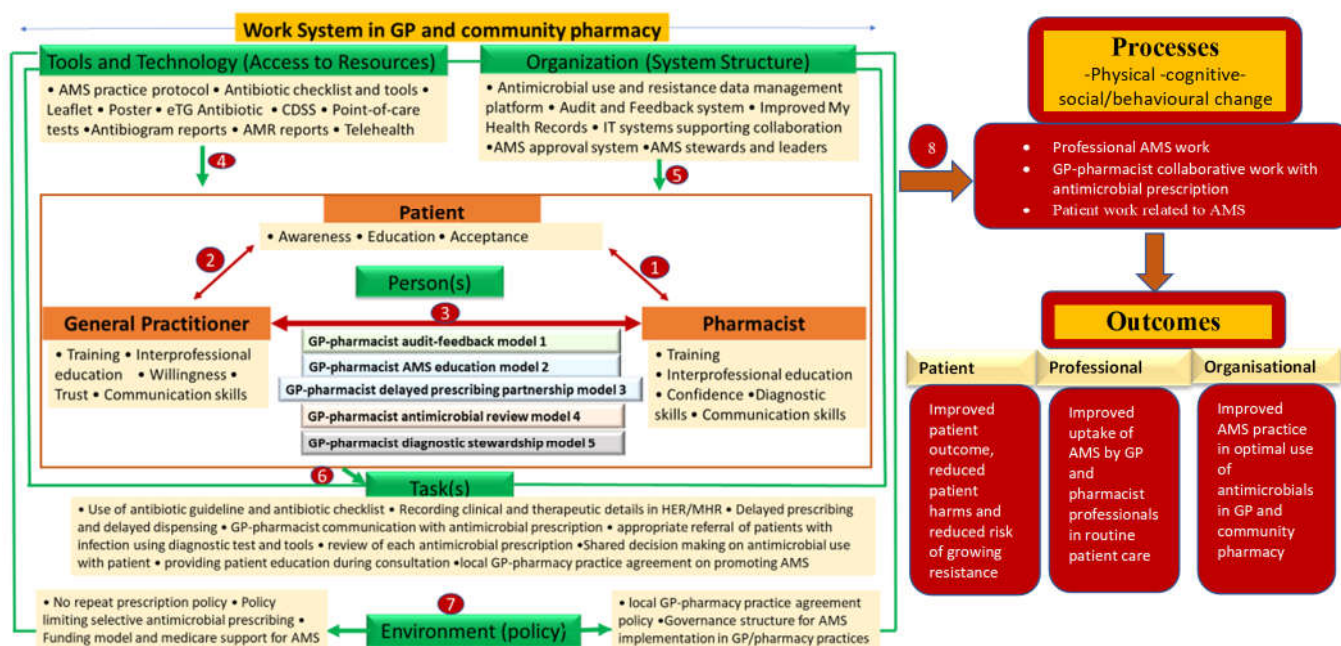 Work System in GP and community pharmacy
Tools and Technology (Access to Resources)
• AMS practice protocol • Antibiotic checklist and tools •
Leaflet • Poster • eTG Antibiotic • CDSS • Point-of-care
tests •Antibiogram reports • AMR reports • Telehealth
Organization (System Structure)
• Antimicrobial use and resistance data management
platform • Audit and Feedback system • Improved My
Health Records • IT systems supporting collaboration
•AMS approval system •AMS stewards and leaders
4
5
Patient
• Awareness • Education • Acceptance
2
1
Person(s)
3
General Practitioner
• Training • Interprofessional
education • Willingness •
Trust • Communication skills
Pharmacist
• Training
• Interprofessional education
• Confidence •Diagnostic
skills • Communication skills
GP-pharmacist audit-feedback model 1
GP-pharmacist AMS education model 2
GP-pharmacist delayed prescribing partnership model 3
GP-pharmacist antimicrobial review model 4
GP-pharmacist diagnostic stewardship model 5
6
Task(s)
• Use of antibiotic guideline and antibiotic checklist • Recording clinical and therapeutic details in HER/MHR • Delayed
prescribing and delayed dispensing • GP-pharmacist communication with antimicrobial prescription • appropriate referral of patients with
infection using diagnostic test and tools • review of each antimicrobial prescription •Shared decision making on antimicrobial use
with patient • providing patient education during consultation •local GP-pharmacy practice agreement on promoting AMS
7
Environment (policy)
• No repeat prescription policy • Policy
limiting selective antimicrobial prescribing •
Funding model and medicare support for AMS
• local GP-pharmacy practice agreement
policy •Governance structure for AMS
implementation in GP/pharmacy practices
8
Processes
-Physical -cognitive-
social/behavioural change
• Professional AMS work
• GP-pharmacist collaborative work with
antimicrobial prescription
• Patient work related to AMS
Outcomes
Patient
Improved
patient
outcome,
reduced
patient
harms and
reduced risk
of growing
resistance
Professional
Improved
uptake of
AMS by GP
and
pharmacist
professionals
in routine
patient care
Organisational
Improved
AMS practice
in optimal use
of
antimicrobials
in GP and
community
pharmacy